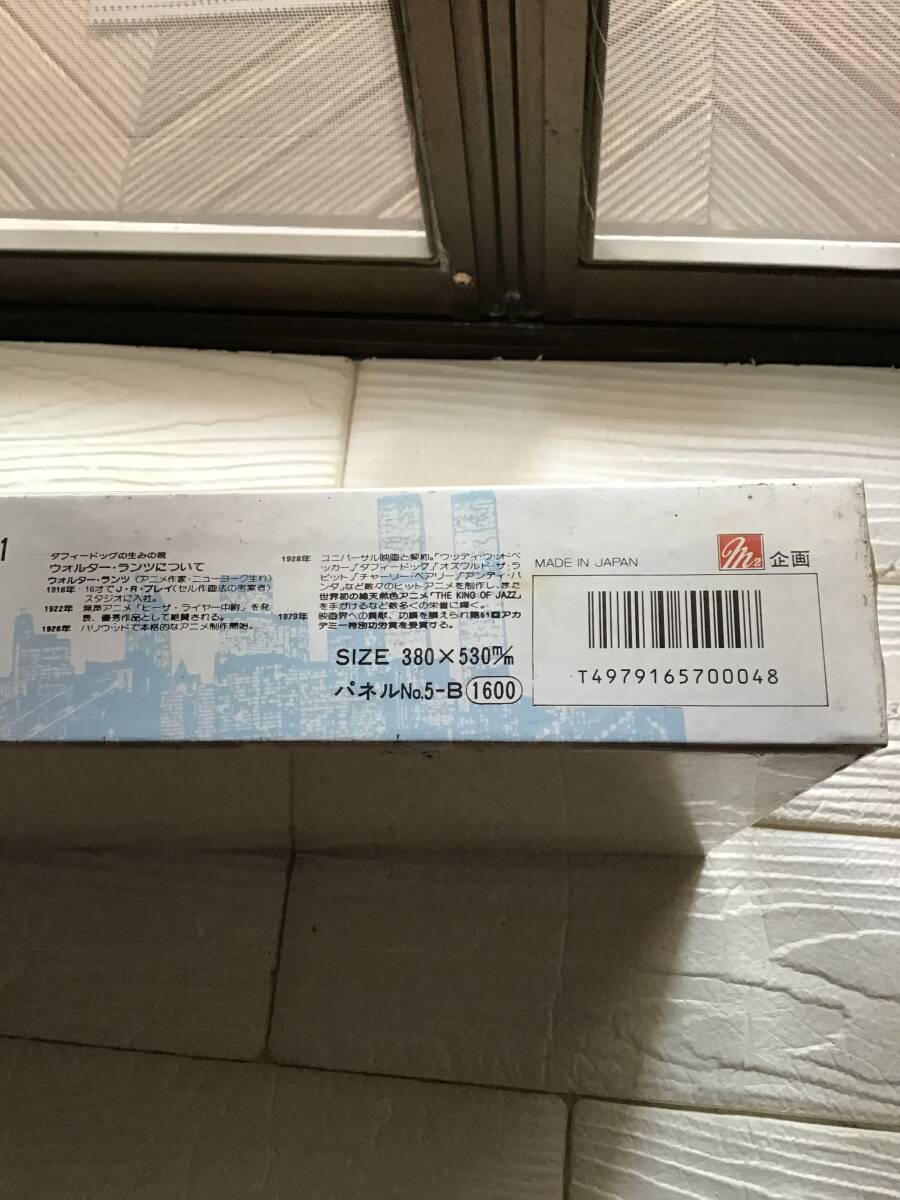 1
ダフィードッグの生みの親
ウォルター・ランツについて
ウォルター・ランツ(アニメ作家・ニューヨーク生れ)
1916年・16才でJ・R・ブレイ(セル作画法の考案者)
スタジオに入社。
1922年 無声アニメ「ヒーザ・ライヤー中尉」を発
表、優秀作品として絶賛される。
1926年 ハリウッドで本格的なアニメ制作開始。
1928年 ユニバーサル映画と契約。「ウッディ・ウッドペ
ッカー」「ダフィードッグ」「オズワルド・ザ・ラ
ビット」「チャーリー・ベアリー」「アンディ・パ
ンダ」など数々のヒットアニメを制作し、また
世界初の総天然色アニメ「THE KING OF JAZZ」
を手がけるなど数多くの栄誉に輝く。
1979年 映画界への貢献、功績を讃えられ第51回アカ
デミー特別功労賞を受賞する。
SIZE 380×530m/m
パネルNo.5-B 1600
MADE IN JAPAN
M2 企画
T4979165700048